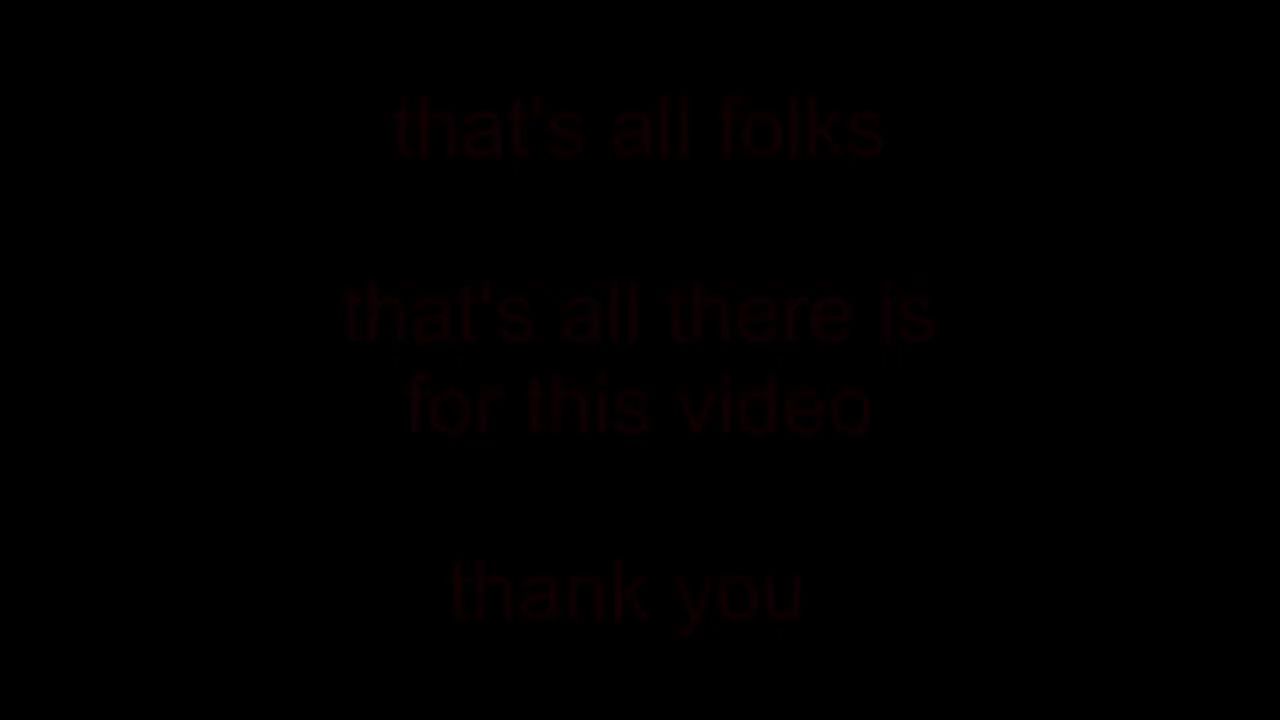 that's all folks
that's all there is
for this video
thank you